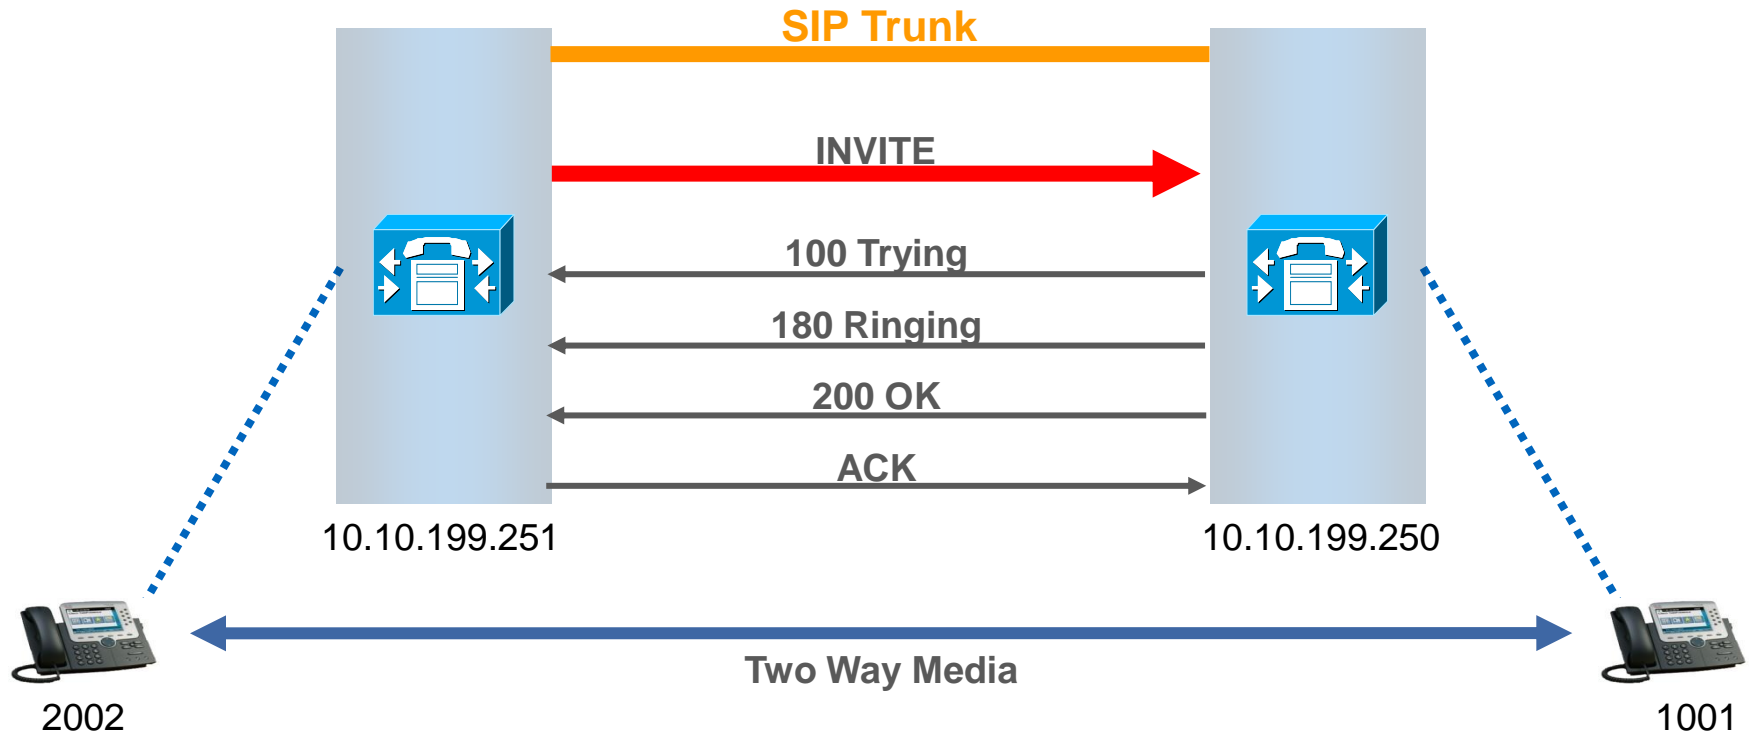 SIP Trunk
INVITE
100 Trying
180 Ringing
200 OK
ACK
10.10.199.251
10.10.199.250
Two Way Media
2002
1001